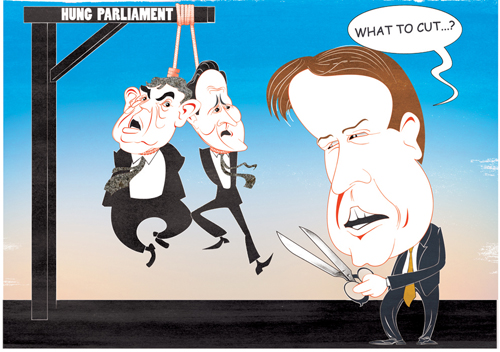 HUNG PARLIAMENT
WHAT TO CUT...?